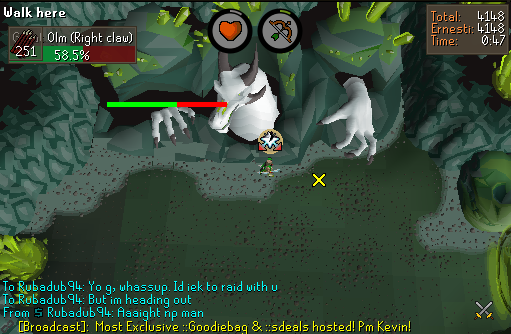 Walk here
Total: 4148
Ernesti: 4148
Time: 0:47
Olm (Right claw)
251
58.5%
To Rubadub94: Yo g, whassup. Id iek to raid with u
To Rubadub94: But im heading out
From S Rubadub94: Aaaight np man
[Broadcast]: Most Exclusive ::Goodiebag & ::sdeals hosted! Pm Kevin!